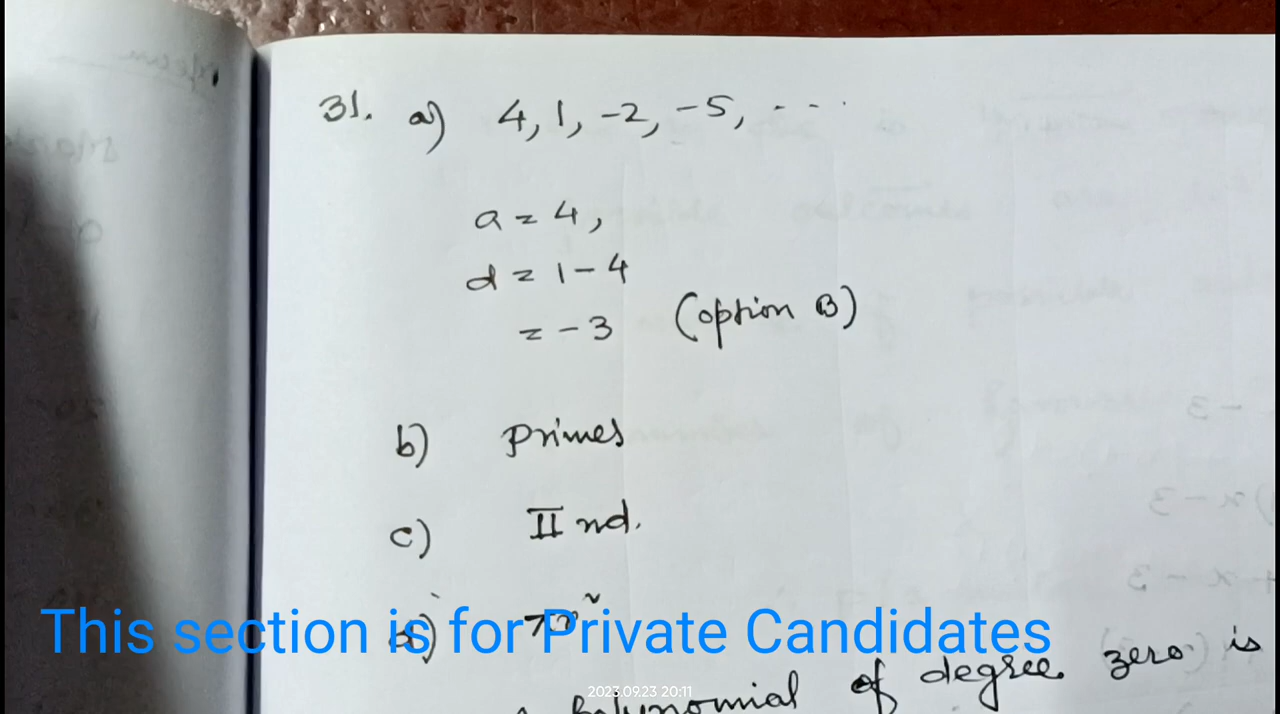 31. a) 4, 1, -2, -5, ...
a = 4,
d = 1 - 4
= -3 (option B)
b) Primes
c) II nd.
d)
This section is for Private Candidates
polynomial of degree zero is
2023.09.23 20:11